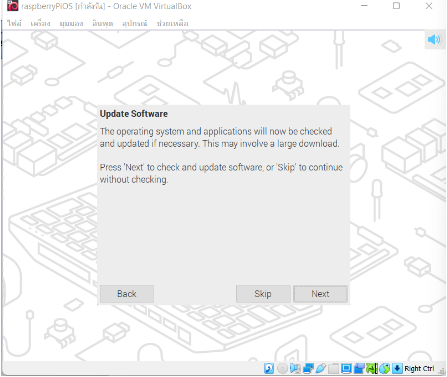 raspberryPiOS [กำลังรัน] - Oracle VM VirtualBox
ไฟล์ เครื่อง มุมมอง อินพุต อุปกรณ์ ช่วยเหลือ
Update Software
The operating system and applications will now be checked
and updated if necessary. This may involve a large download.
Press 'Next' to check and update software, or 'Skip' to continue
without checking.
Back Skip Next
Right Ctrl